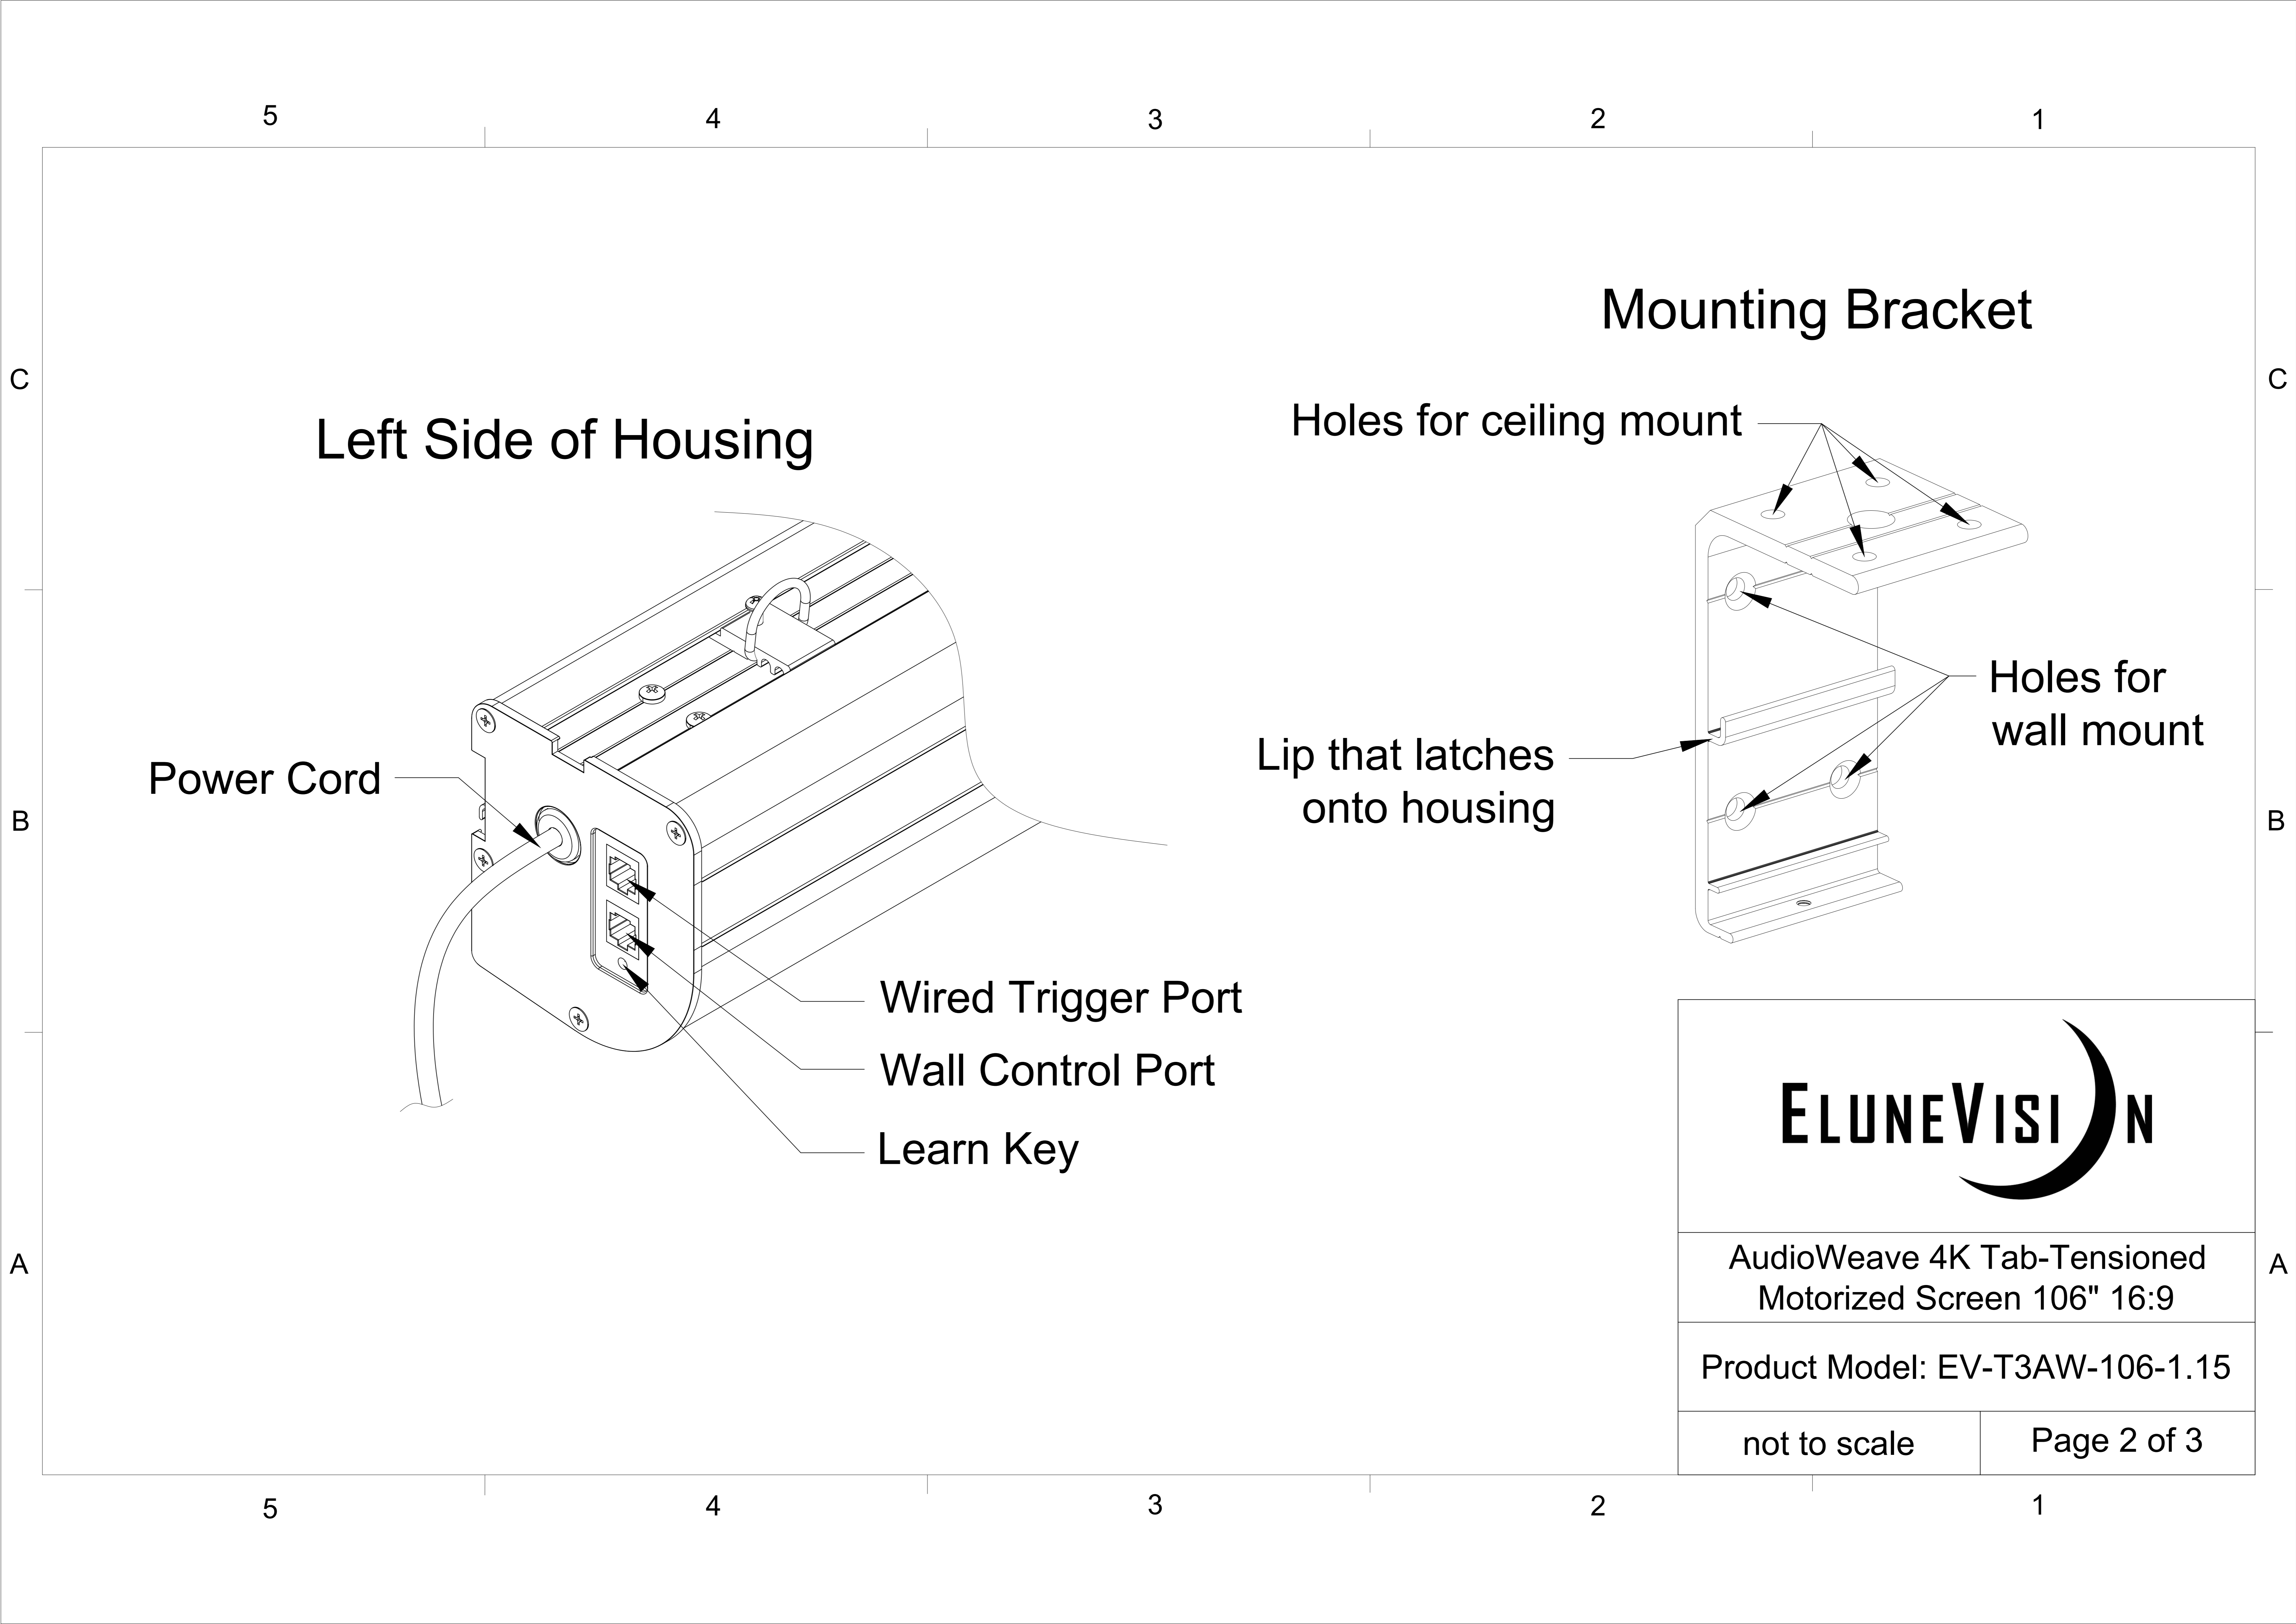 5 4 3 2 1
C C
B B
A A
Mounting Bracket
Holes for ceiling mount
Holes for
wall mount
Lip that latches
onto housing
Left Side of Housing
Power Cord
Wired Trigger Port
Wall Control Port
Learn Key
ELUNEVISION
AudioWeave 4K Tab-Tensioned
Motorized Screen 106" 16:9
Product Model: EV-T3AW-106-1.15
not to scale
Page 2 of 3
5 4 3 2 1